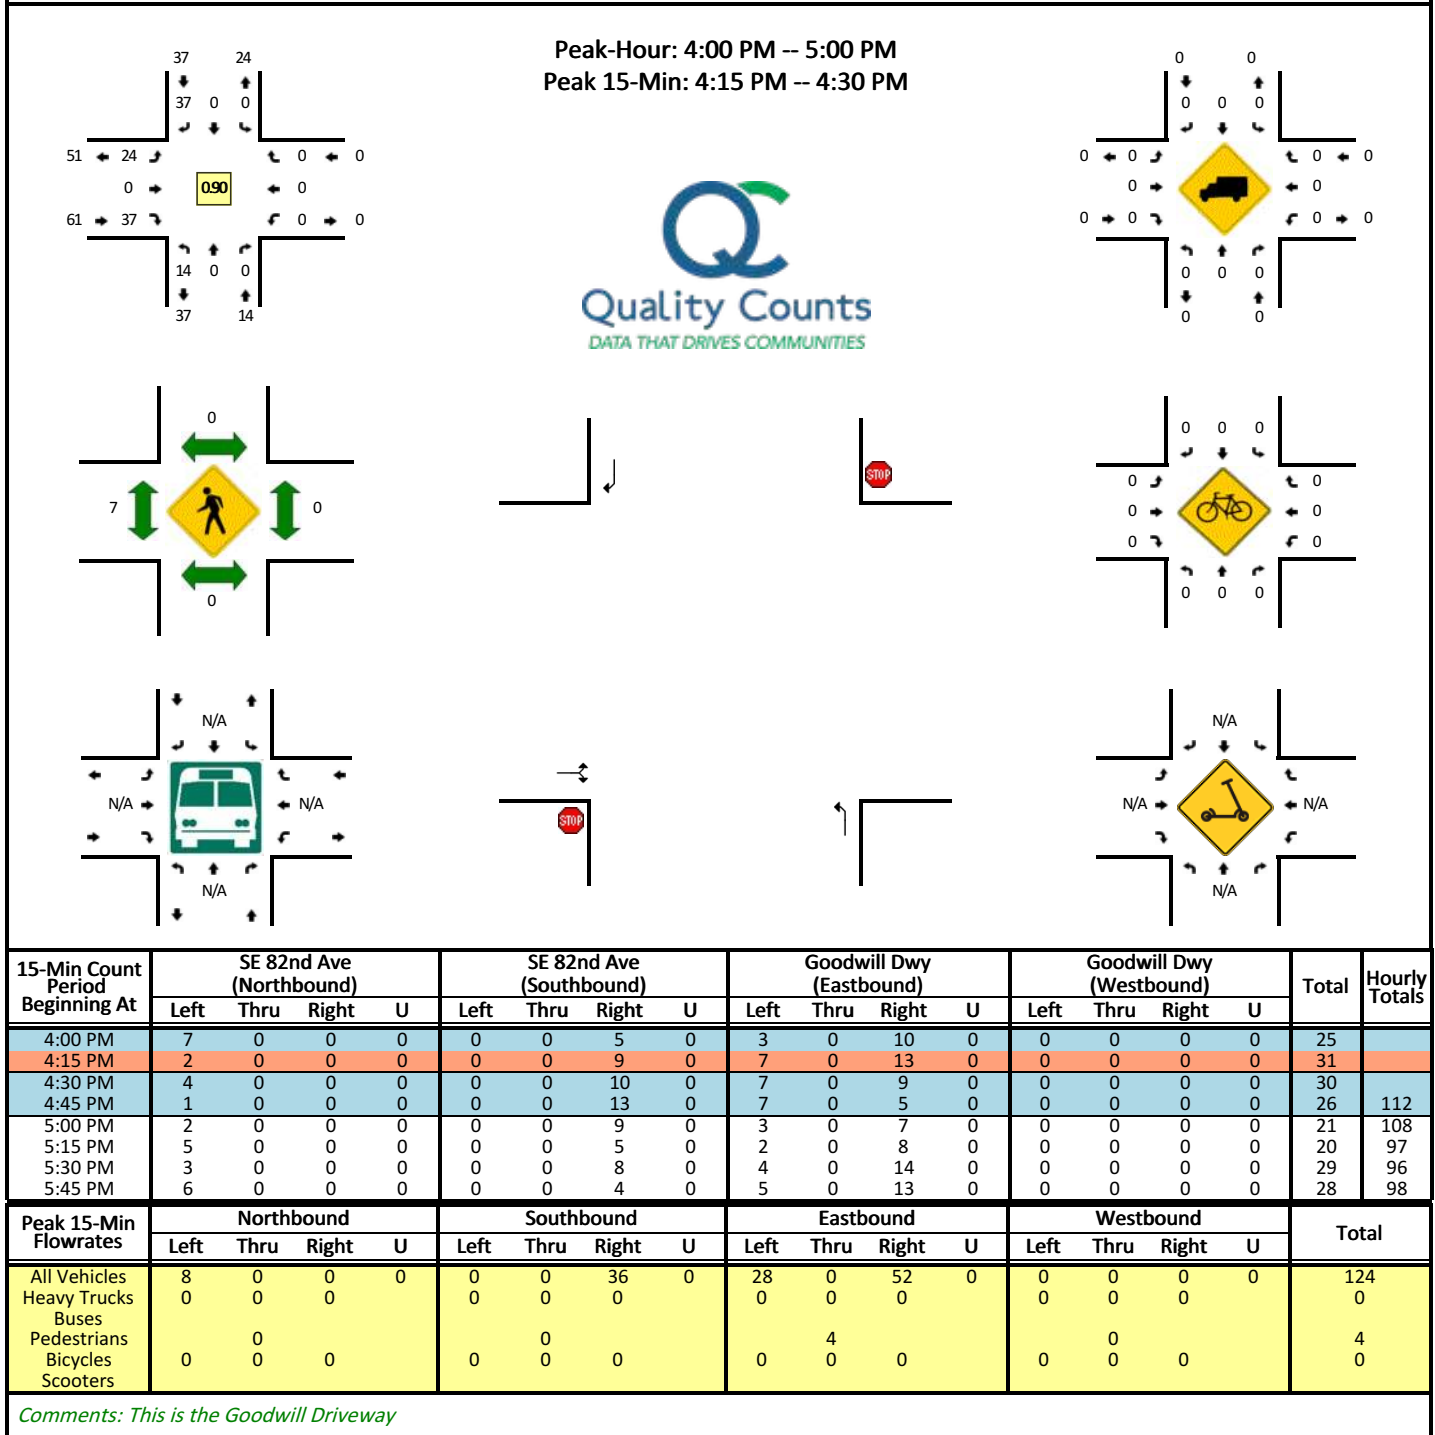 Peak-Hour: 4:00 PM -- 5:00 PM
Peak 15-Min: 4:15 PM -- 4:30 PM
37 24
37 0 0
51 24 0 0
0 0.90 0
61 37 0 0
14 0 0
37 14
QC
Quality Counts
DATA THAT DRIVES COMMUNITIES
0 0
0 0 0
0 0 0 0
0 0
0 0 0 0
0 0 0
0 0
0
7 0
0
STOP
STOP
0 0 0
0 0
0 0
0 0
0 0 0
N/A
N/A N/A
N/A
N/A
N/A N/A
N/A
15-Min Count Period Beginning At SE 82nd Ave (Northbound) SE 82nd Ave (Southbound) Goodwill Dwy (Eastbound) Goodwill Dwy (Westbound) Total Hourly Totals
Left Thru Right U Left Thru Right U Left Thru Right U Left Thru Right U
4:00 PM 7 0 0 0 0 0 5 0 3 0 10 0 0 0 0 0 25
4:15 PM 2 0 0 0 0 0 9 0 7 0 13 0 0 0 0 0 31
4:30 PM 4 0 0 0 0 0 10 0 7 0 9 0 0 0 0 0 30
4:45 PM 1 0 0 0 0 0 13 0 7 0 5 0 0 0 0 0 26 112
5:00 PM 2 0 0 0 0 0 9 0 3 0 7 0 0 0 0 0 21 108
5:15 PM 5 0 0 0 0 0 5 0 2 0 8 0 0 0 0 0 20 97
5:30 PM 3 0 0 0 0 0 8 0 4 0 14 0 0 0 0 0 29 96
5:45 PM 6 0 0 0 0 0 4 0 5 0 13 0 0 0 0 0 28 98
Peak 15-Min Flowrates Northbound Southbound Eastbound Westbound Total
Left Thru Right U Left Thru Right U Left Thru Right U Left Thru Right U
All Vehicles 8 0 0 0 0 0 36 0 28 0 52 0 0 0 0 0 124
Heavy Trucks 0 0 0 0 0 0 0 0 0 0 0 0 0
Buses
Pedestrians 0 0 4 0 4
Bicycles 0 0 0 0 0 0 0 0 0 0 0 0 0
Scooters
Comments: This is the Goodwill Driveway